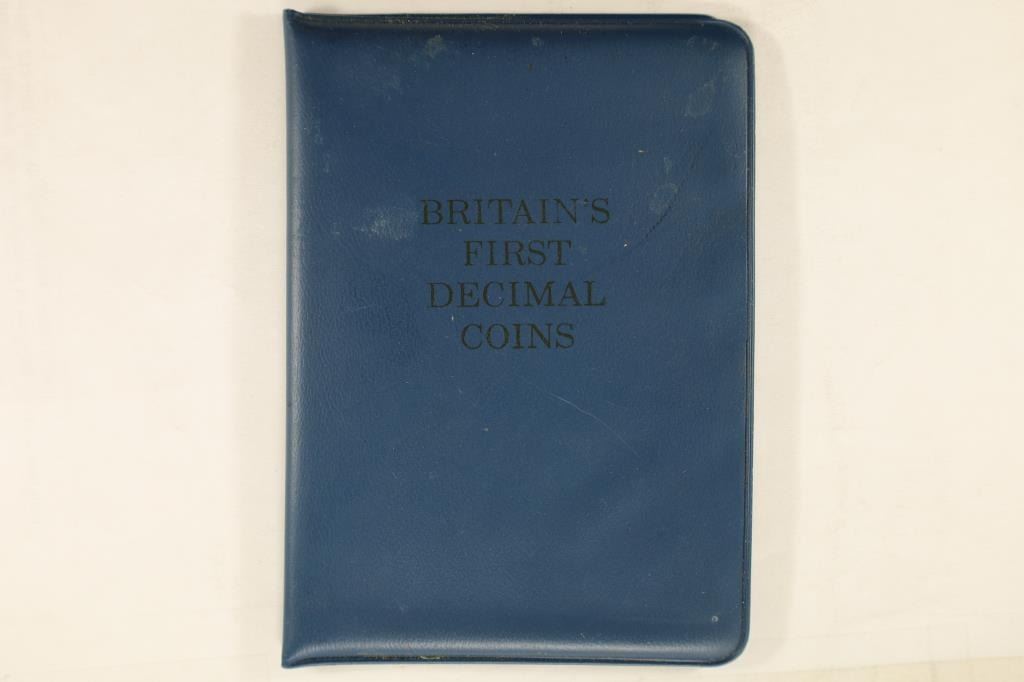 BRITAIN'S
FIRST
DECIMAL
COINS